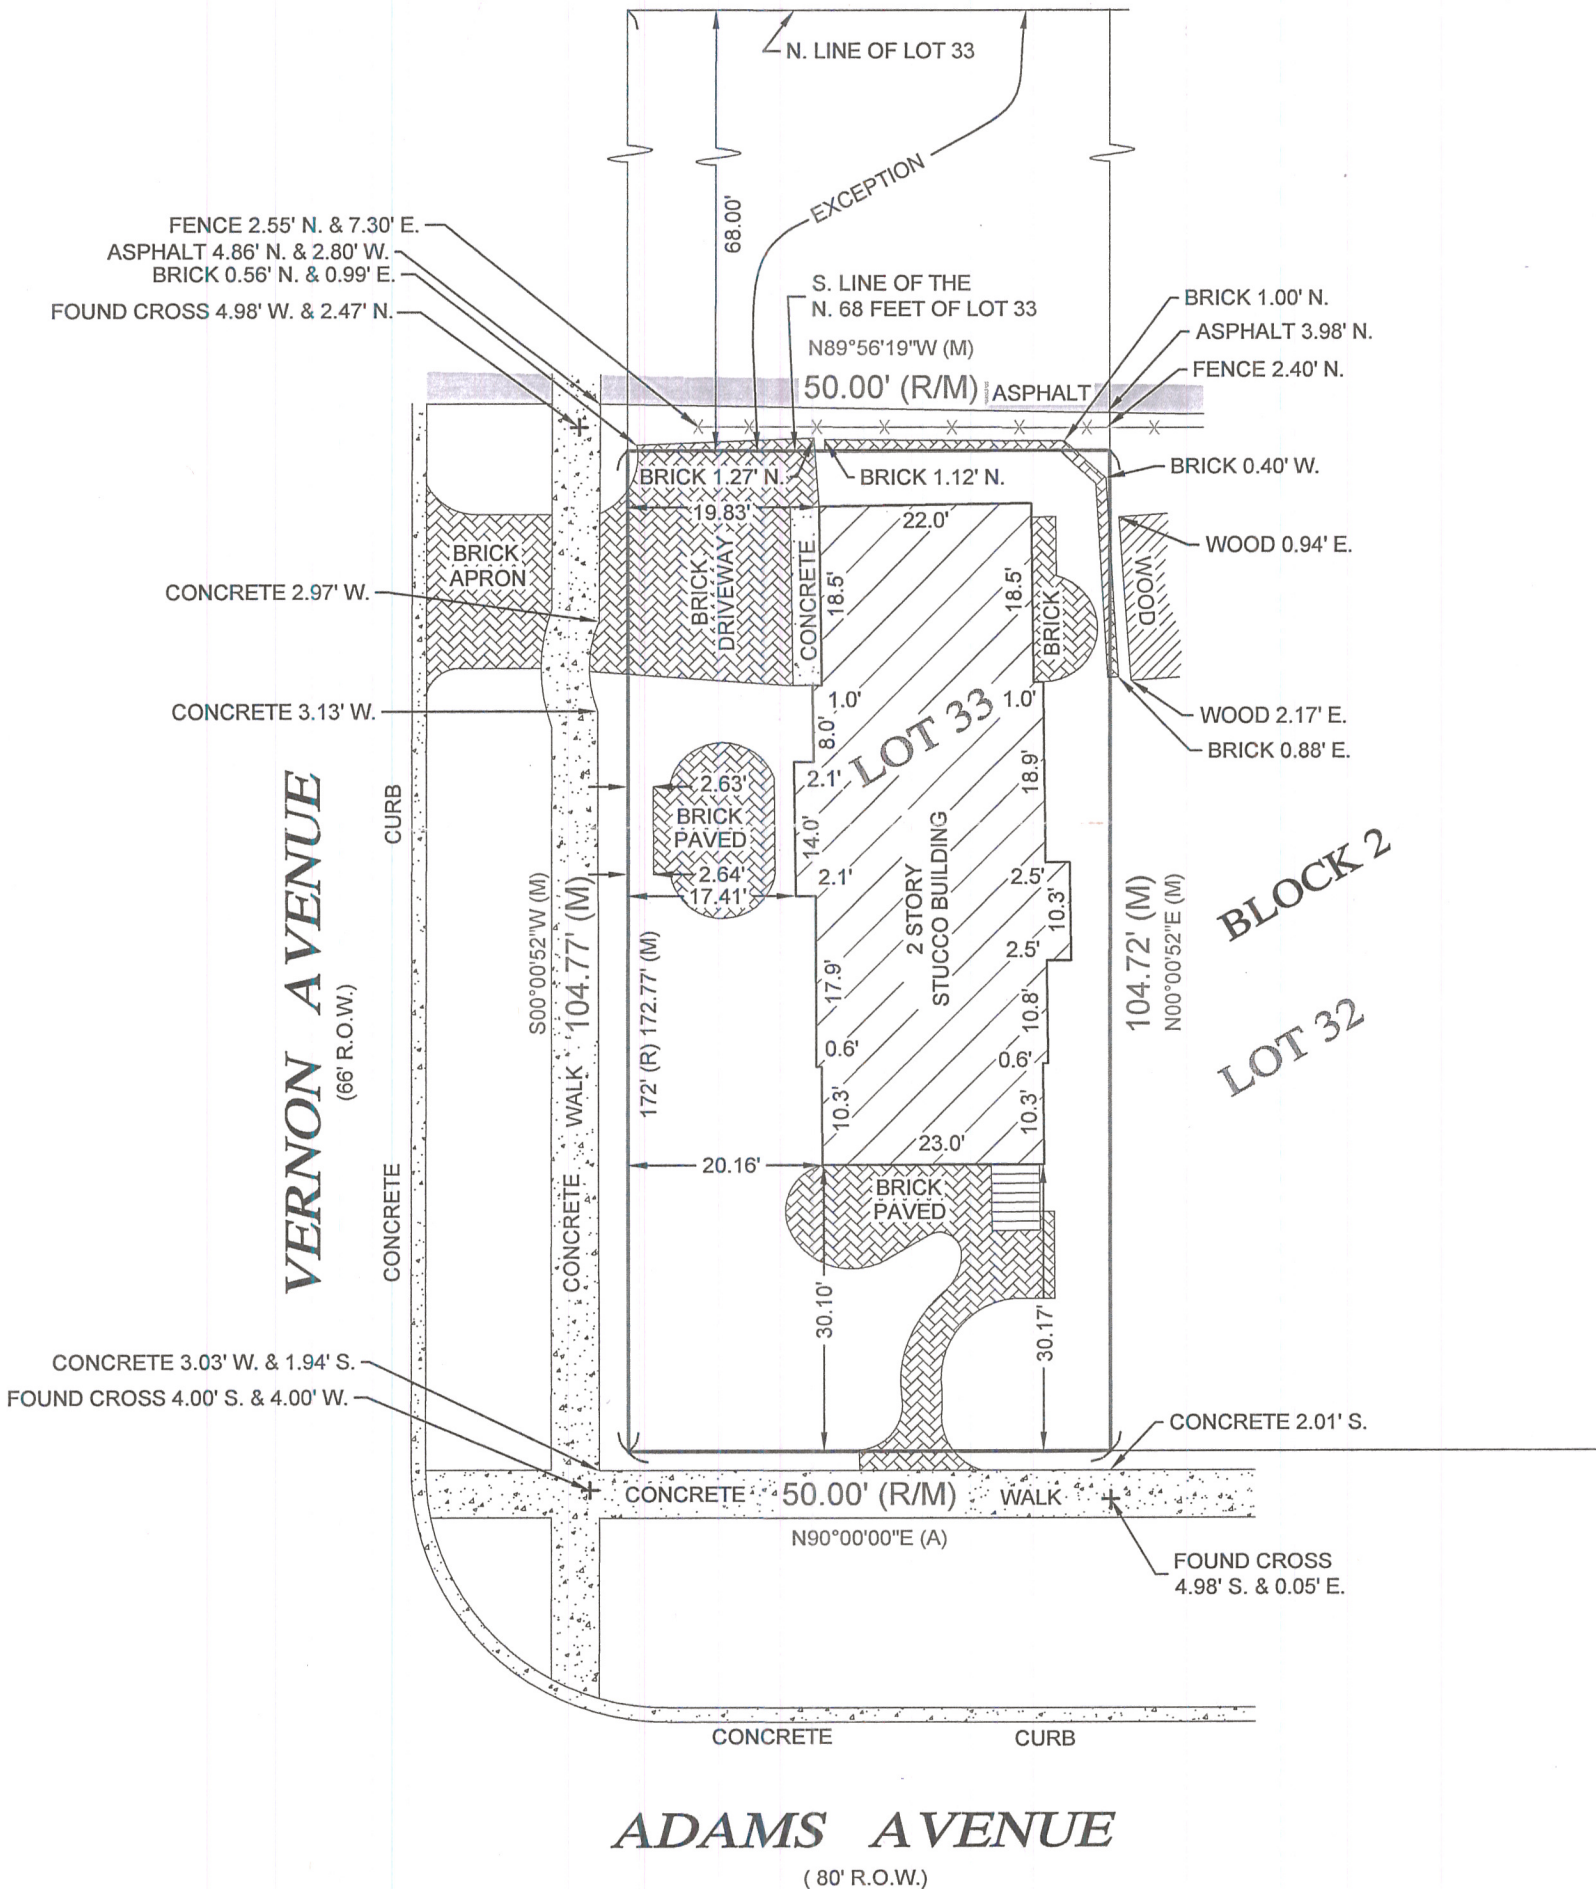 N. LINE OF LOT 33
EXCEPTION
68.00'
FENCE 2.55' N. & 7.30' E.
ASPHALT 4.86' N. & 2.80' W.
BRICK 0.56' N. & 0.99' E.
FOUND CROSS 4.98' W. & 2.47' N.
S. LINE OF THE
N. 68 FEET OF LOT 33
N89°56'19"W (M)
50.00' (R/M)
ASPHALT
BRICK 1.00' N.
ASPHALT 3.98' N.
FENCE 2.40' N.
BRICK 1.27' N.
BRICK 1.12' N.
BRICK 0.40' W.
19.83'
22.0'
WOOD 0.94' E.
BRICK
APRON
BRICK
DRIVEWAY
CONCRETE
18.5'
18.5'
BRICK
WOOD
CONCRETE 2.97' W.
CONCRETE 3.13' W.
1.0'
1.0'
WOOD 2.17' E.
BRICK 0.88' E.
8.0'
LOT 33
2.1'
18.9'
2.63'
BRICK
PAVED
2.64'
17.41'
14.0'
2.1'
2 STORY
STUCCO BUILDING
2.5'
10.3'
2.5'
VERNON AVENUE
(66' R.O.W.)
CURB
CONCRETE
S00°00'52"W (M)
104.77' (M)
CONCRETE WALK
172' (R) 172.77' (M)
17.9'
10.8'
0.6'
0.6'
10.3'
10.3'
104.72' (M)
N00°00'52"E (M)
BLOCK 2
LOT 32
23.0'
20.16'
BRICK
PAVED
30.10'
30.17'
CONCRETE 3.03' W. & 1.94' S.
FOUND CROSS 4.00' S. & 4.00' W.
CONCRETE 2.01' S.
CONCRETE 50.00' (R/M) WALK
N90°00'00"E (A)
FOUND CROSS
4.98' S. & 0.05' E.
CONCRETE CURB
ADAMS AVENUE
( 80' R.O.W.)